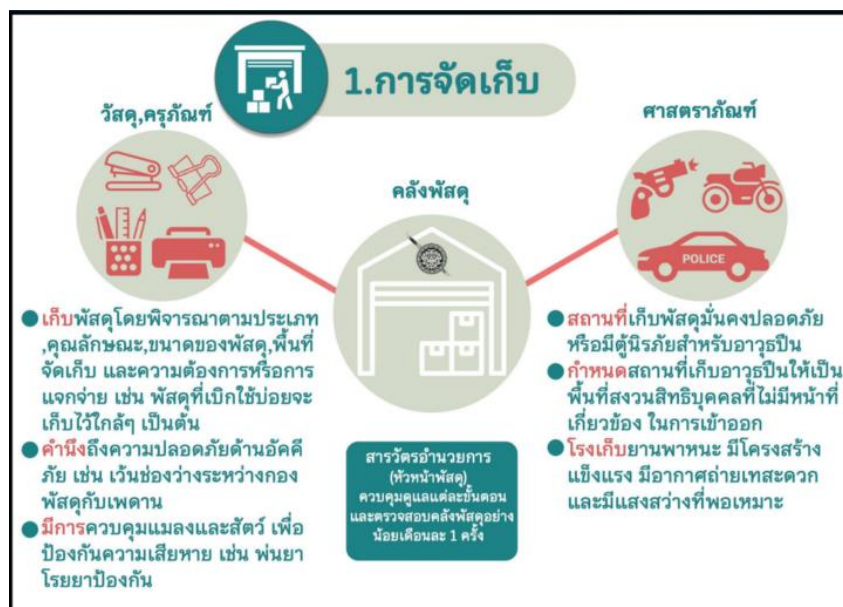 1.การจัดเก็บ
วัสดุ,ครุภัณฑ์
ศาสตราภัณฑ์
คลังพัสดุ
POLICE
เก็บพัสดุโดยพิจารณาตามประเภท
,คุณลักษณะ,ขนาดของพัสดุ,พื้นที่
จัดเก็บ และความต้องการหรือการ
แจกจ่าย เช่น พัสดุที่เบิกใช้บ่อยจะ
เก็บไว้ใกล้ๆ เป็นต้น
คำนึงถึงความปลอดภัยด้านอัคคี
ภัย เช่น เว้นช่องว่างระหว่างกอง
พัสดุกับเพดาน
มีการควบคุมแมลงและสัตว์ เพื่อ
ป้องกันความเสียหาย เช่น พ่นยา
โรยยาป้องกัน
สารวัตรอำนวยการ
(หัวหน้าพัสดุ)
ควบคุมดูแลแต่ละขั้นตอน
และตรวจสอบคลังพัสดุอย่าง
น้อยเดือนละ 1 ครั้ง
สถานที่เก็บพัสดุมั่นคงปลอดภัย
หรือมีตู้นิรภัยสำหรับอาวุธปืน
กำหนดสถานที่เก็บอาวุธปืนให้เป็น
พื้นที่สงวนสิทธิบุคคลที่ไม่มีหน้าที่
เกี่ยวข้อง ในการเข้าออก
โรงเก็บยานพาหนะ มีโครงสร้าง
แข็งแรง มีอากาศถ่ายเทสะดวก
และมีแสงสว่างที่พอเหมาะ